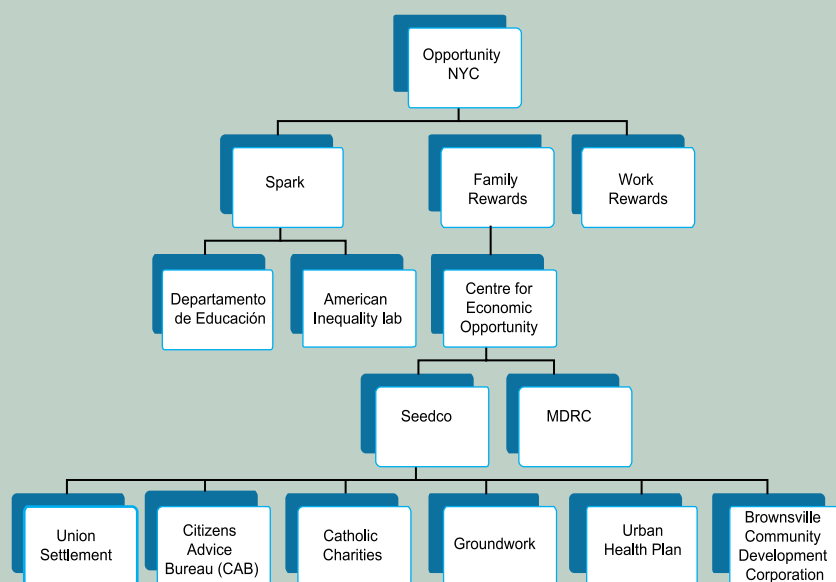 Opportunity
NYC
Spark
Family
Rewards
Work
Rewards
Departamento
de Educación
American
Inequality lab
Centre for
Economic
Opportunity
Seedco
MDRC
Union
Settlement
Citizens
Advice
Bureau (CAB)
Catholic
Charities
Groundwork
Urban
Health Plan
Brownsville
Community
Development
Corporation